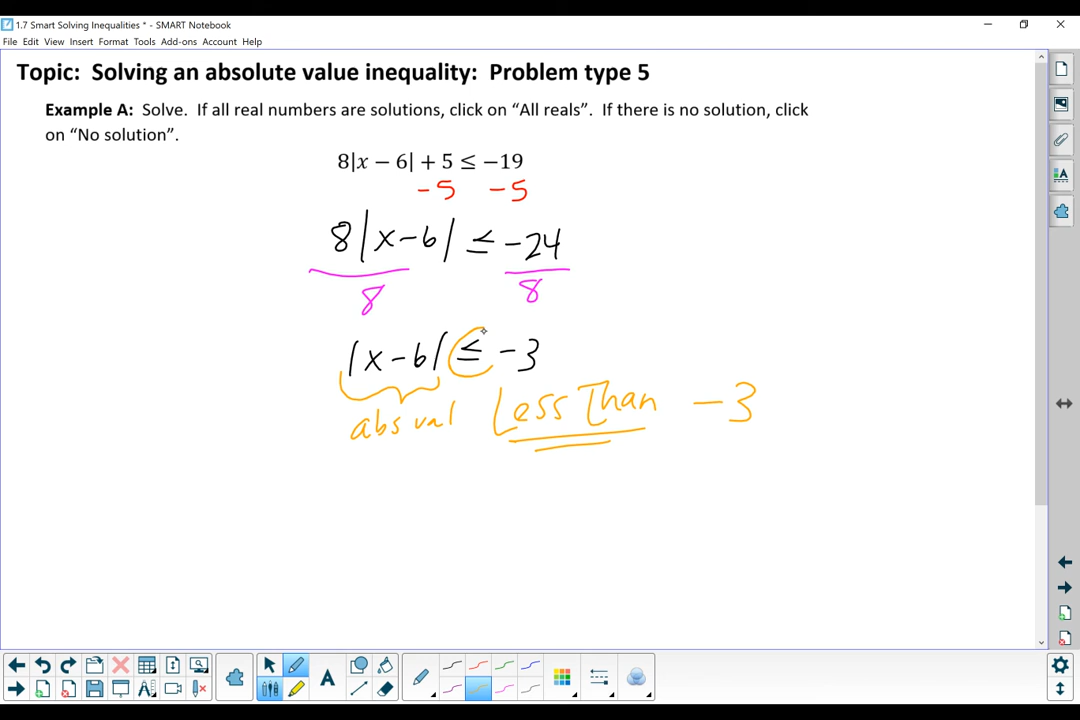 1.7 Smart Solving Inequalities * - SMART Notebook
File Edit View Insert Format Tools Add-ons Account Help
Topic: Solving an absolute value inequality: Problem type 5
Example A: Solve. If all real numbers are solutions, click on “All reals”. If there is no solution, click
on “No solution”.
8|x − 6| + 5 ≤ −19
−5 −5
8|x−6| ≤ −24
8 8
|x−6| ≤ −3
abs val Less Than −3